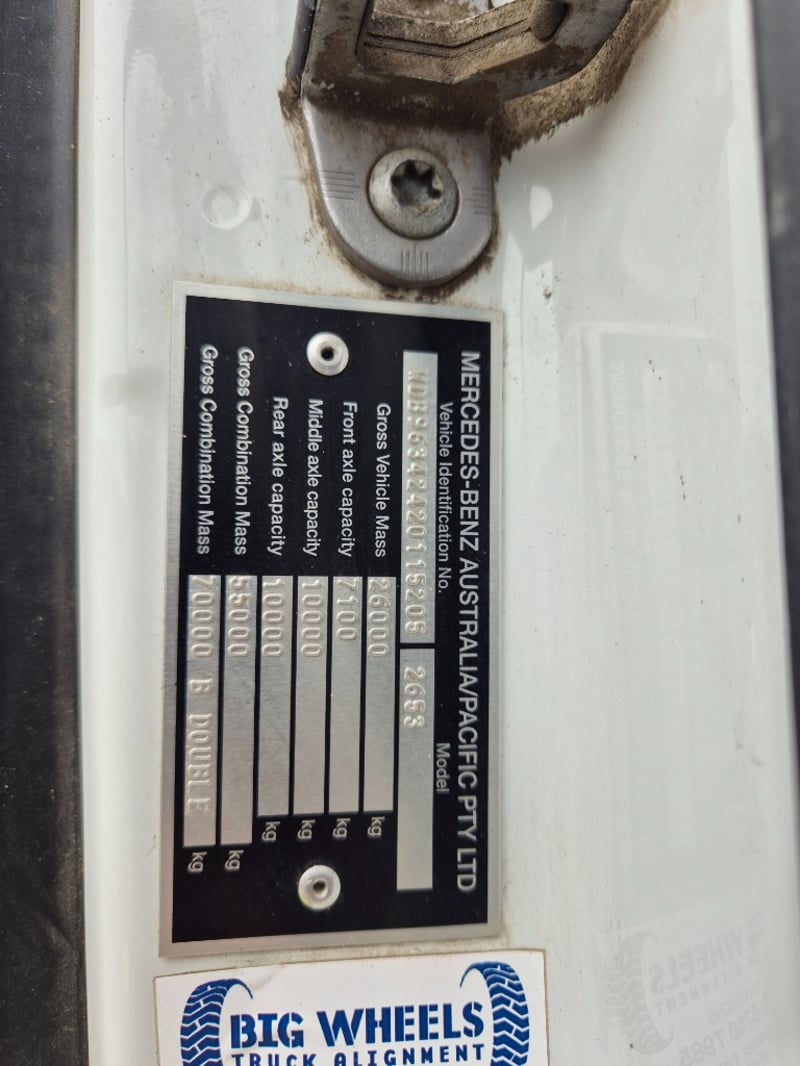 MERCEDES-BENZ AUSTRALIA/PACIFIC PTY LTD
Vehicle Identification No. Model
WDB96342420115205 2653
Gross Vehicle Mass 26000 kg
Front axle capacity 7100 kg
Middle axle capacity 10000 kg
Rear axle capacity 10000 kg
Gross Combination Mass 55000 kg
Gross Combination Mass 70000 B DOUBLE kg
BIG WHEELS
TRUCK ALIGNMENT
WHEELS